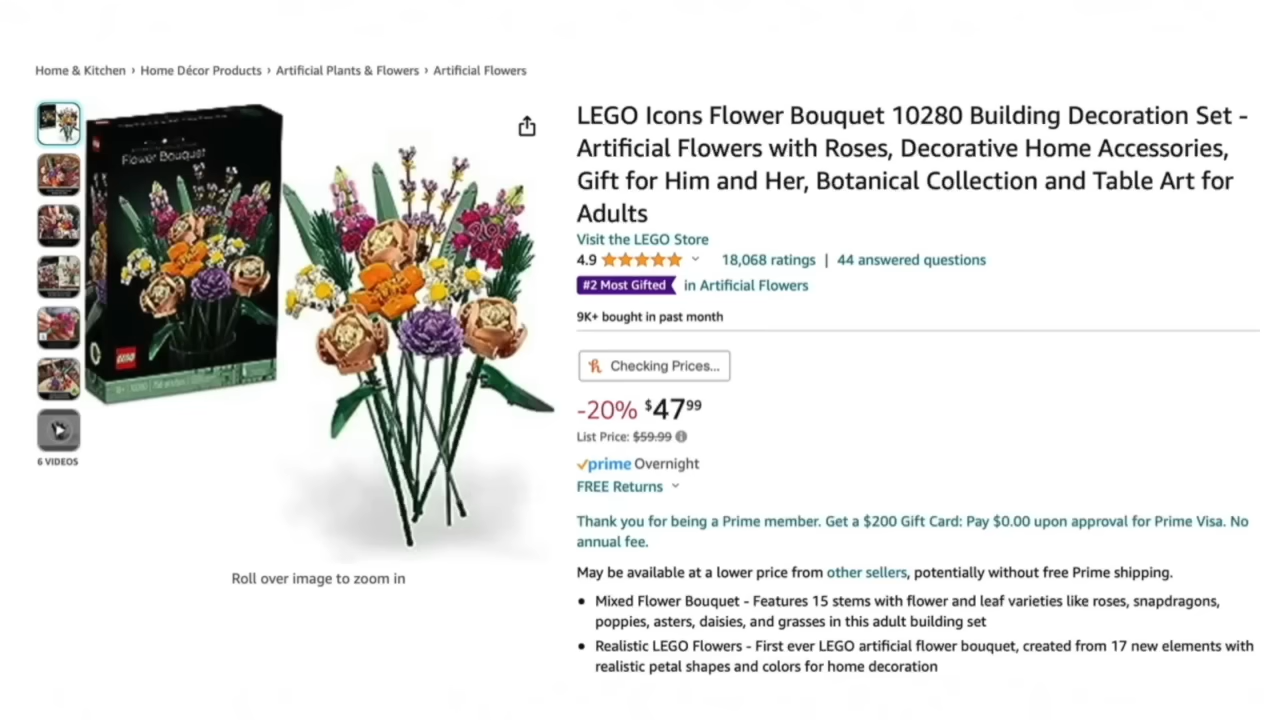 Home & Kitchen › Home Décor Products › Artificial Plants & Flowers › Artificial Flowers
Flower Bouquet
LEGO
6 VIDEOS
Roll over image to zoom in
LEGO Icons Flower Bouquet 10280 Building Decoration Set -
Artificial Flowers with Roses, Decorative Home Accessories,
Gift for Him and Her, Botanical Collection and Table Art for
Adults
Visit the LEGO Store
4.9 18,068 ratings | 44 answered questions
#2 Most Gifted in Artificial Flowers
9K+ bought in past month
Checking Prices...
-20% $47 99
List Price: $59.99
prime Overnight
FREE Returns
Thank you for being a Prime member. Get a $200 Gift Card: Pay $0.00 upon approval for Prime Visa. No
annual fee.
May be available at a lower price from other sellers, potentially without free Prime shipping.
• Mixed Flower Bouquet - Features 15 stems with flower and leaf varieties like roses, snapdragons,
poppies, asters, daisies, and grasses in this adult building set
• Realistic LEGO Flowers - First ever LEGO artificial flower bouquet, created from 17 new elements with
realistic petal shapes and colors for home decoration